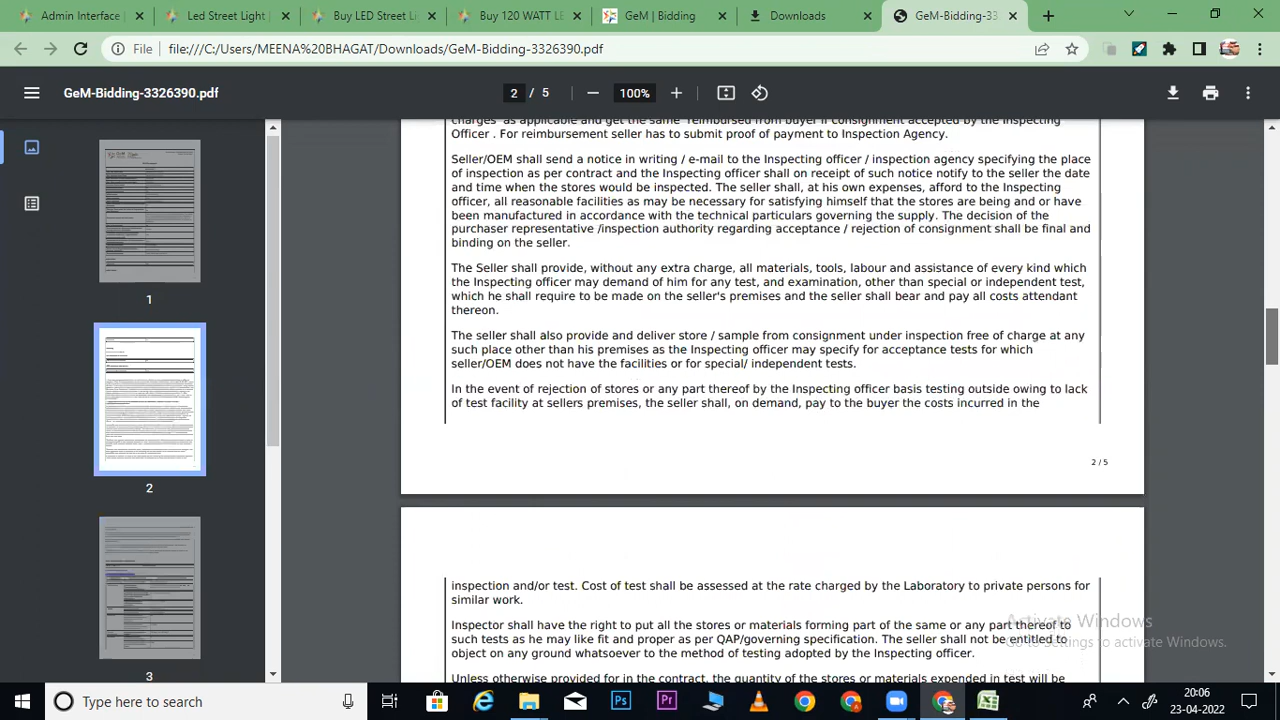 Admin Interface
Led Street Light |
Buy LED Street Li
Buy 120 WATT LE
GeM | Bidding
Downloads
GeM-Bidding-33
File
file:///C:/Users/MEENA%20BHAGAT/Downloads/GeM-Bidding-3326390.pdf
GeM-Bidding-3326390.pdf
2 / 5
100%
charges as applicable and get the same reimbursed from buyer if consignment accepted by the Inspecting
Officer . For reimbursement seller has to submit proof of payment to Inspection Agency.
Seller/OEM shall send a notice in writing / e-mail to the Inspecting officer / inspection agency specifying the place
of inspection as per contract and the Inspecting officer shall on receipt of such notice notify to the seller the date
and time when the stores would be inspected. The seller shall, at his own expenses, afford to the Inspecting
officer, all reasonable facilities as may be necessary for satisfying himself that the stores are being and or have
been manufactured in accordance with the technical particulars governing the supply. The decision of the
purchaser representative /inspection authority regarding acceptance / rejection of consignment shall be final and
binding on the seller.
The Seller shall provide, without any extra charge, all materials, tools, labour and assistance of every kind which
the Inspecting officer may demand of him for any test, and examination, other than special or independent test,
which he shall require to be made on the seller's premises and the seller shall bear and pay all costs attendant
thereon.
The seller shall also provide and deliver store / sample from consignment under inspection free of charge at any
such place other than his premises as the Inspecting officer may specify for acceptance tests for which
seller/OEM does not have the facilities or for special/ independent tests.
In the event of rejection of stores or any part thereof by the Inspecting officer basis testing outside owing to lack
of test facility at sellers premises, the seller shall, on demand, pay to the buyer the costs incurred in the
2 / 5
inspection and/or test. Cost of test shall be assessed at the rate charged by the Laboratory to private persons for
similar work.
Inspector shall have the right to put all the stores or materials forming part of the same or any part thereof to
such tests as he may like fit and proper as per QAP/governing specification. The seller shall not be entitled to
object on any ground whatsoever to the method of testing adopted by the Inspecting officer.
Unless otherwise provided for in the contract, the quantity of the stores or materials expended in test will be
1
2
3
Activate Windows
Go to Settings to activate Windows.
Type here to search
Ps
Pr
20:06
23-04-2022